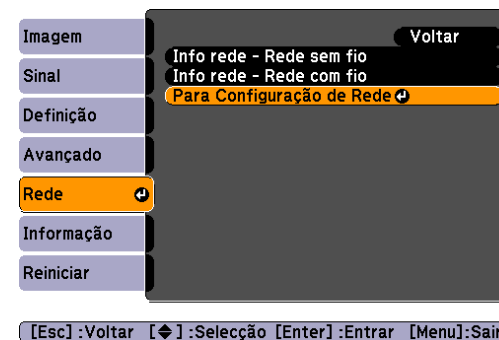 Imagem
Sinal
Definição
Avançado
Rede
Informação
Reiniciar
Voltar
Info rede - Rede sem fio
Info rede - Rede com fio
Para Configuração de Rede
[Esc] :Voltar [◆] :Selecção [Enter] :Entrar [Menu]:Sair